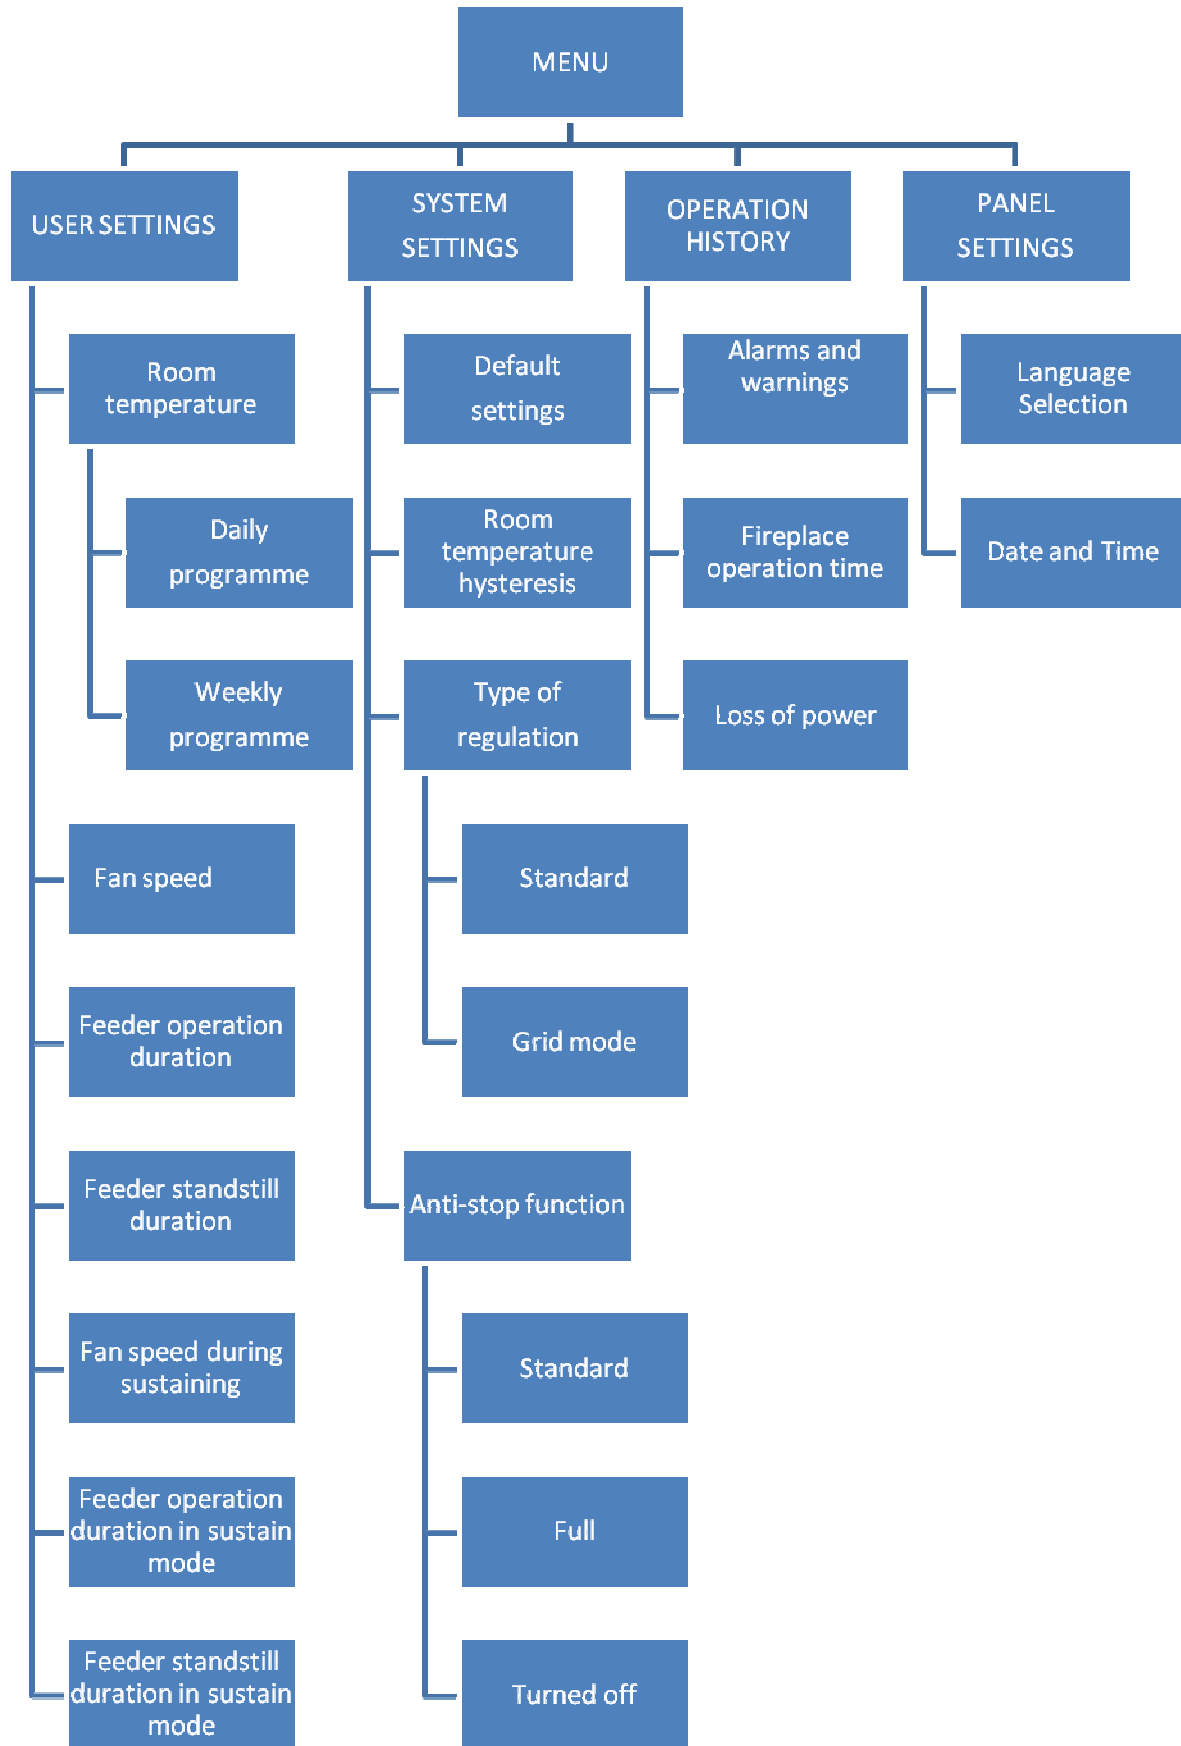 MENU
USER SETTINGS
Room
temperature
Daily
programme
Weekly
programme
Fan speed
Feeder operation
duration
Feeder standstill
duration
Fan speed during
sustaining
Feeder operation
duration in sustain
mode
Feeder standstill
duration in sustain
mode
SYSTEM
SETTINGS
Default
settings
Room
temperature
hysteresis
Type of
regulation
Standard
Grid mode
Anti-stop function
Standard
Full
Turned off
OPERATION
HISTORY
Alarms and
warnings
Fireplace
operation time
Loss of power
PANEL
SETTINGS
Language
Selection
Date and Time